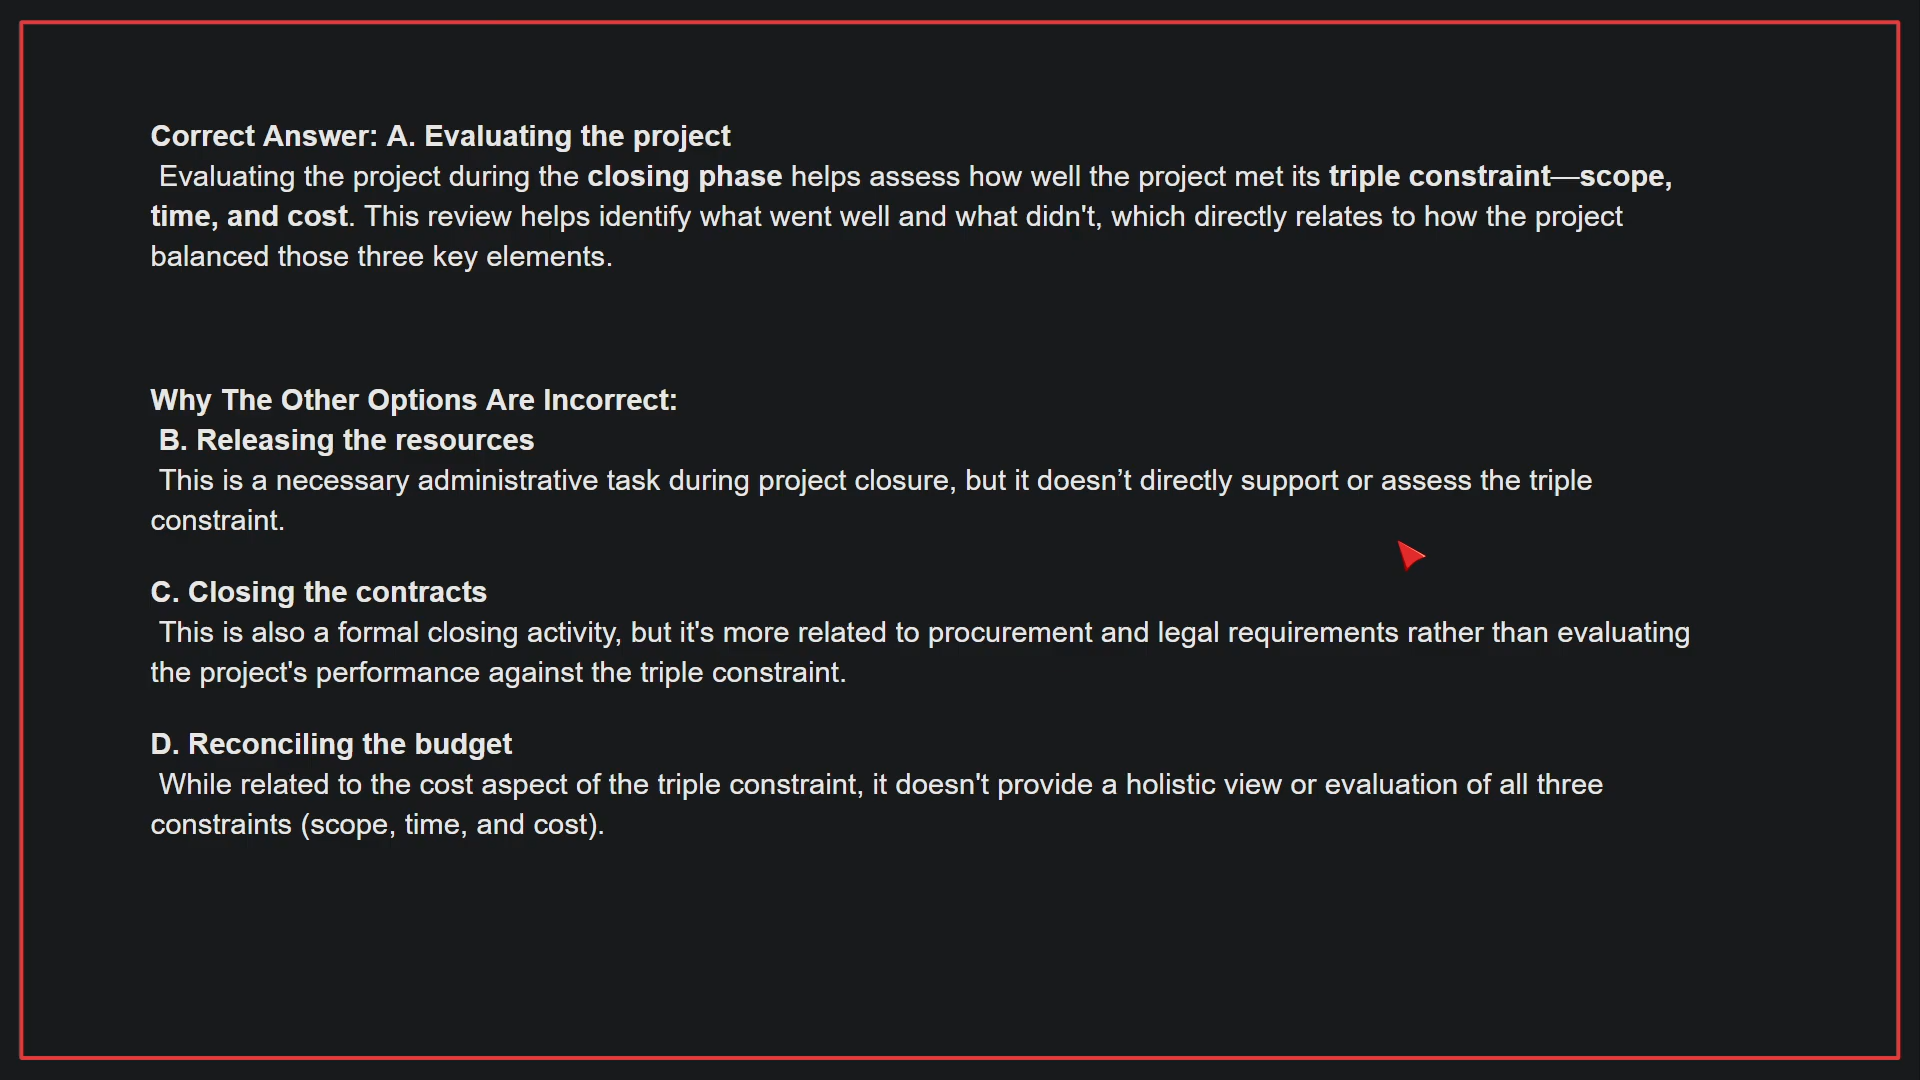 Correct Answer: A. Evaluating the project
Evaluating the project during the closing phase helps assess how well the project met its triple constraint—scope,
time, and cost. This review helps identify what went well and what didn't, which directly relates to how the project
balanced those three key elements.
Why The Other Options Are Incorrect:
B. Releasing the resources
This is a necessary administrative task during project closure, but it doesn’t directly support or assess the triple
constraint.
C. Closing the contracts
This is also a formal closing activity, but it's more related to procurement and legal requirements rather than evaluating
the project's performance against the triple constraint.
D. Reconciling the budget
While related to the cost aspect of the triple constraint, it doesn't provide a holistic view or evaluation of all three
constraints (scope, time, and cost).